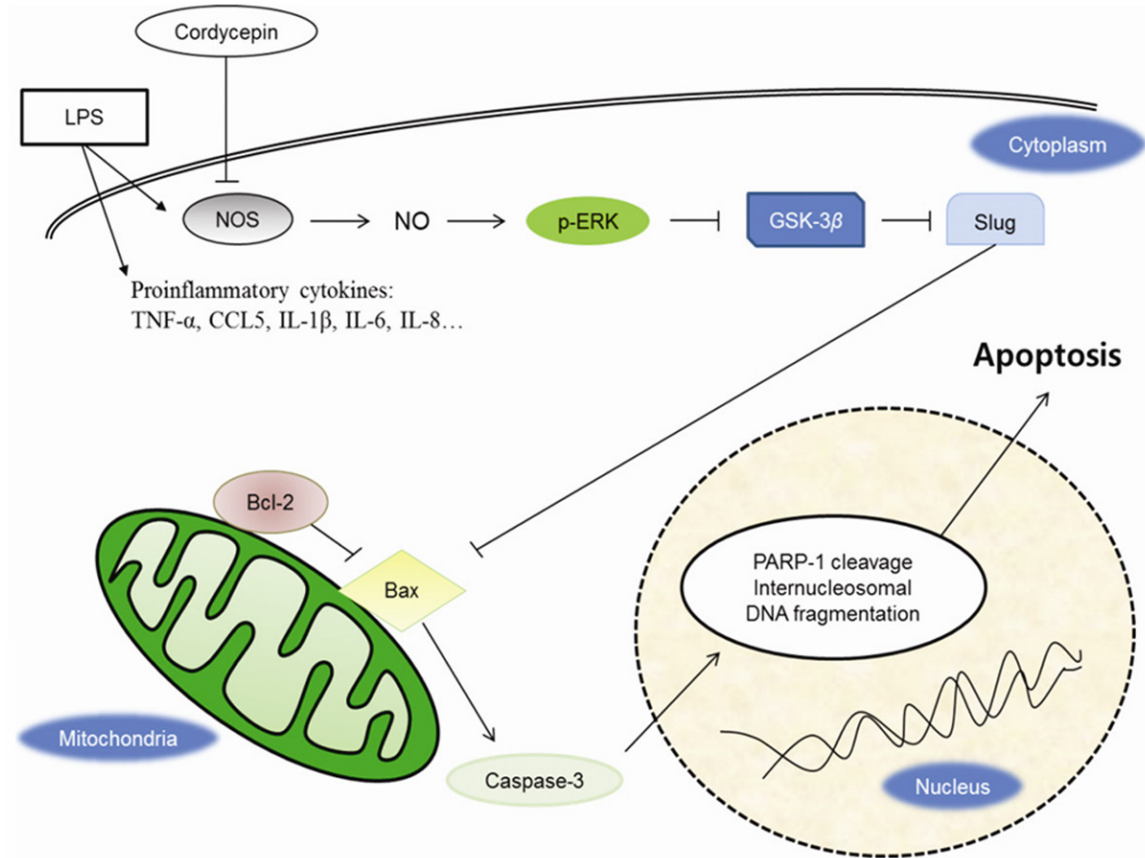 Cordycepin
LPS
Cytoplasm
NOS
NO
p-ERK
GSK-3β
Slug
Proinflammatory cytokines:
TNF-α, CCL5, IL-1β, IL-6, IL-8...
Apoptosis
Bcl-2
Bax
PARP-1 cleavage
Internucleosomal
DNA fragmentation
Mitochondria
Caspase-3
Nucleus